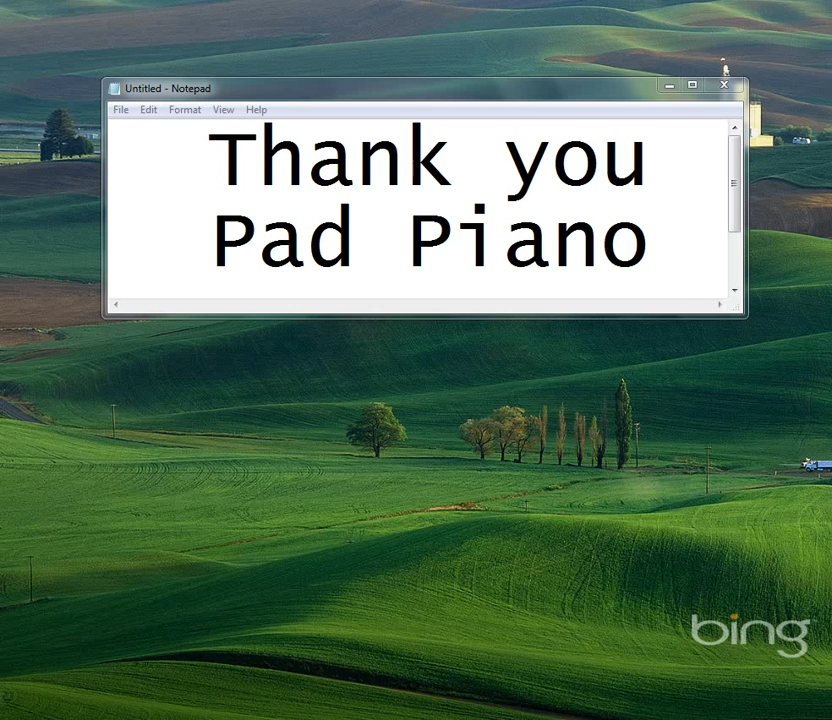 Untitled - Notepad
File Edit Format View Help
Thank you
Pad Piano
bing